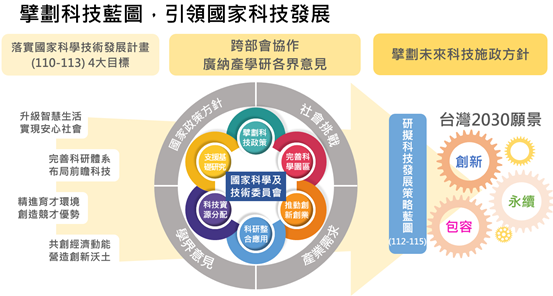 擘劃科技藍圖，引領國家科技發展
落實國家科學技術發展計畫
(110-113) 4大目標
跨部會協作
廣納產學研各界意見
擘劃未來科技施政方針
升級智慧生活
實現安心社會
完善科研體系
布局前瞻科技
精進育才環境
創造競才優勢
共創經濟動能
營造創新沃土
國家政策方針
社會挑戰
學界意見
產業需求
擘劃科
技政策
支援基
礎研究
完善科
學園區
國家科學及
技術委員會
科技資
源分配
推動創
新創業
科研整
合應用
研擬科技發展策略藍圖
(112-115)
台灣2030願景
創新
永續
包容